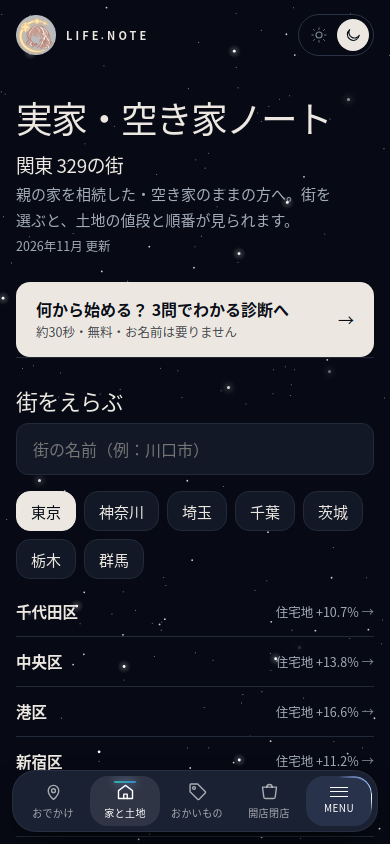 LIFE.NOTE
実家・空き家ノート
関東 329の街
親の家を相続した・空き家のままの方へ。街を
選ぶと、土地の値段と順番が見られます。
2026年11月 更新
何から始める？ 3問でわかる診断へ
約30秒・無料・お名前は要りません
→
街をえらぶ
街の名前（例：川口市）
東京 神奈川 埼玉 千葉 茨城
栃木 群馬
千代田区 住宅地 +10.7% →
中央区 住宅地 +13.8% →
港区 住宅地 +16.6% →
新宿区 住宅地 +11.2% →
おでかけ 家と土地 おかいもの 開店閉店 MENU